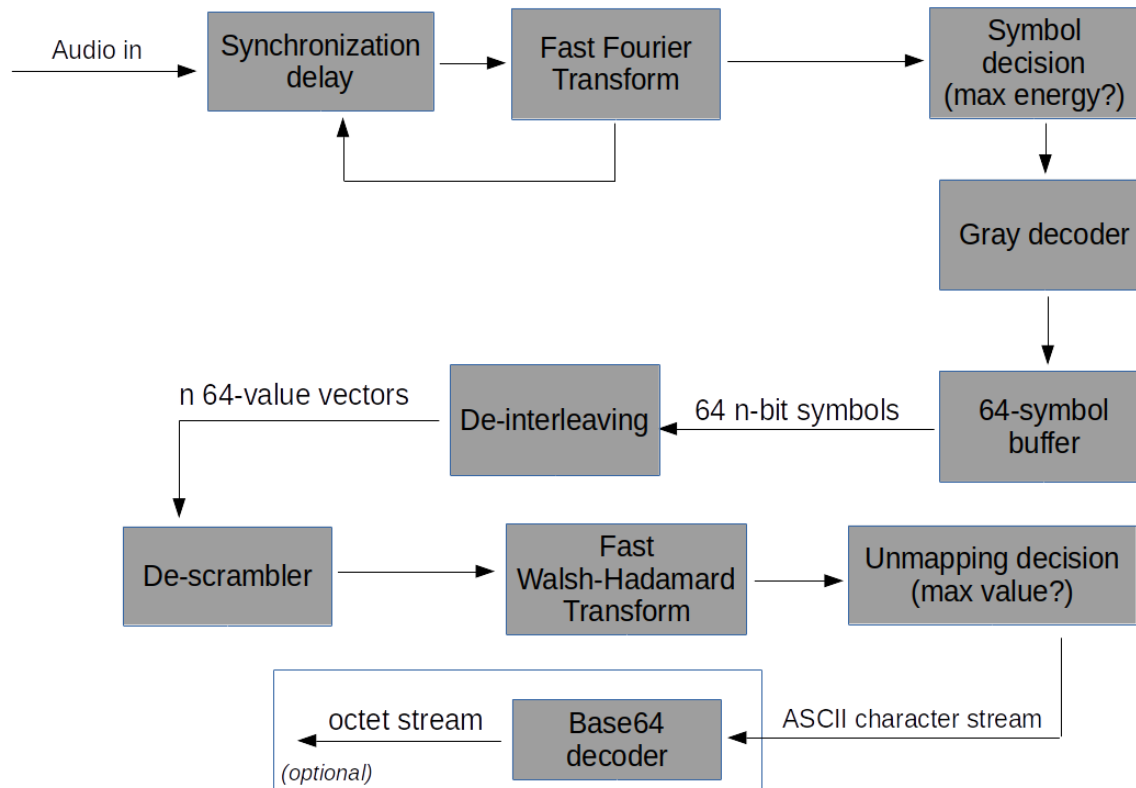 Audio in
Synchronization
delay
Fast Fourier
Transform
Symbol
decision
(max energy?)
Gray decoder
n 64-value vectors
De-interleaving
64 n-bit symbols
64-symbol
buffer
De-scrambler
Fast
Walsh-Hadamard
Transform
Unmapping decision
(max value?)
octet stream
(optional)
Base64
decoder
ASCII character stream